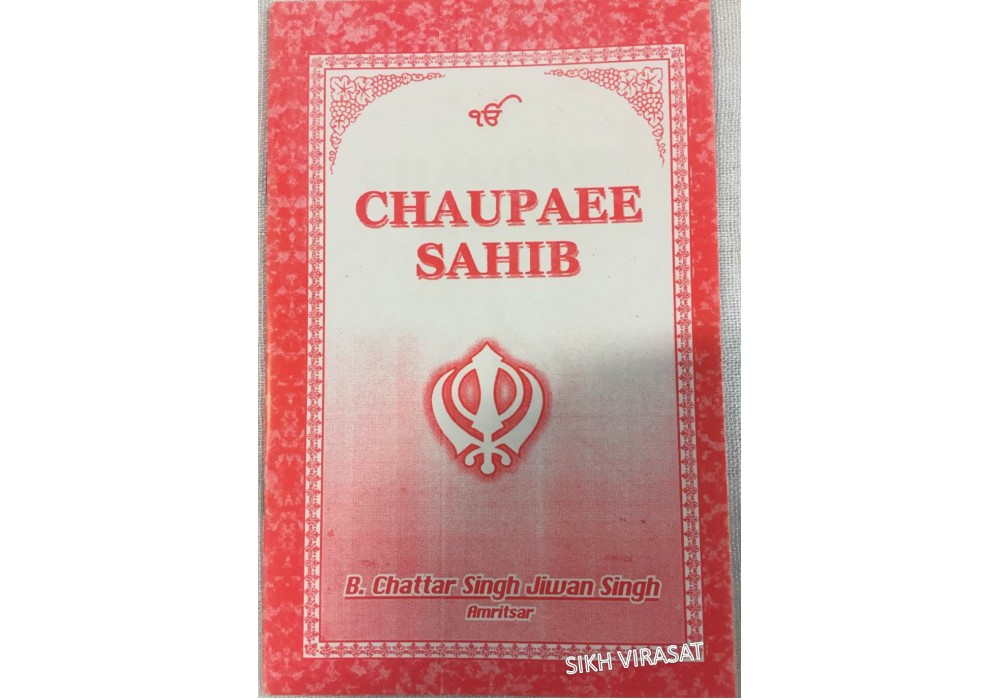 ੴ
CHAUPAEE
SAHIB
B. Chattar Singh Jiwan Singh
Amritsar
SIKH VIRASAT